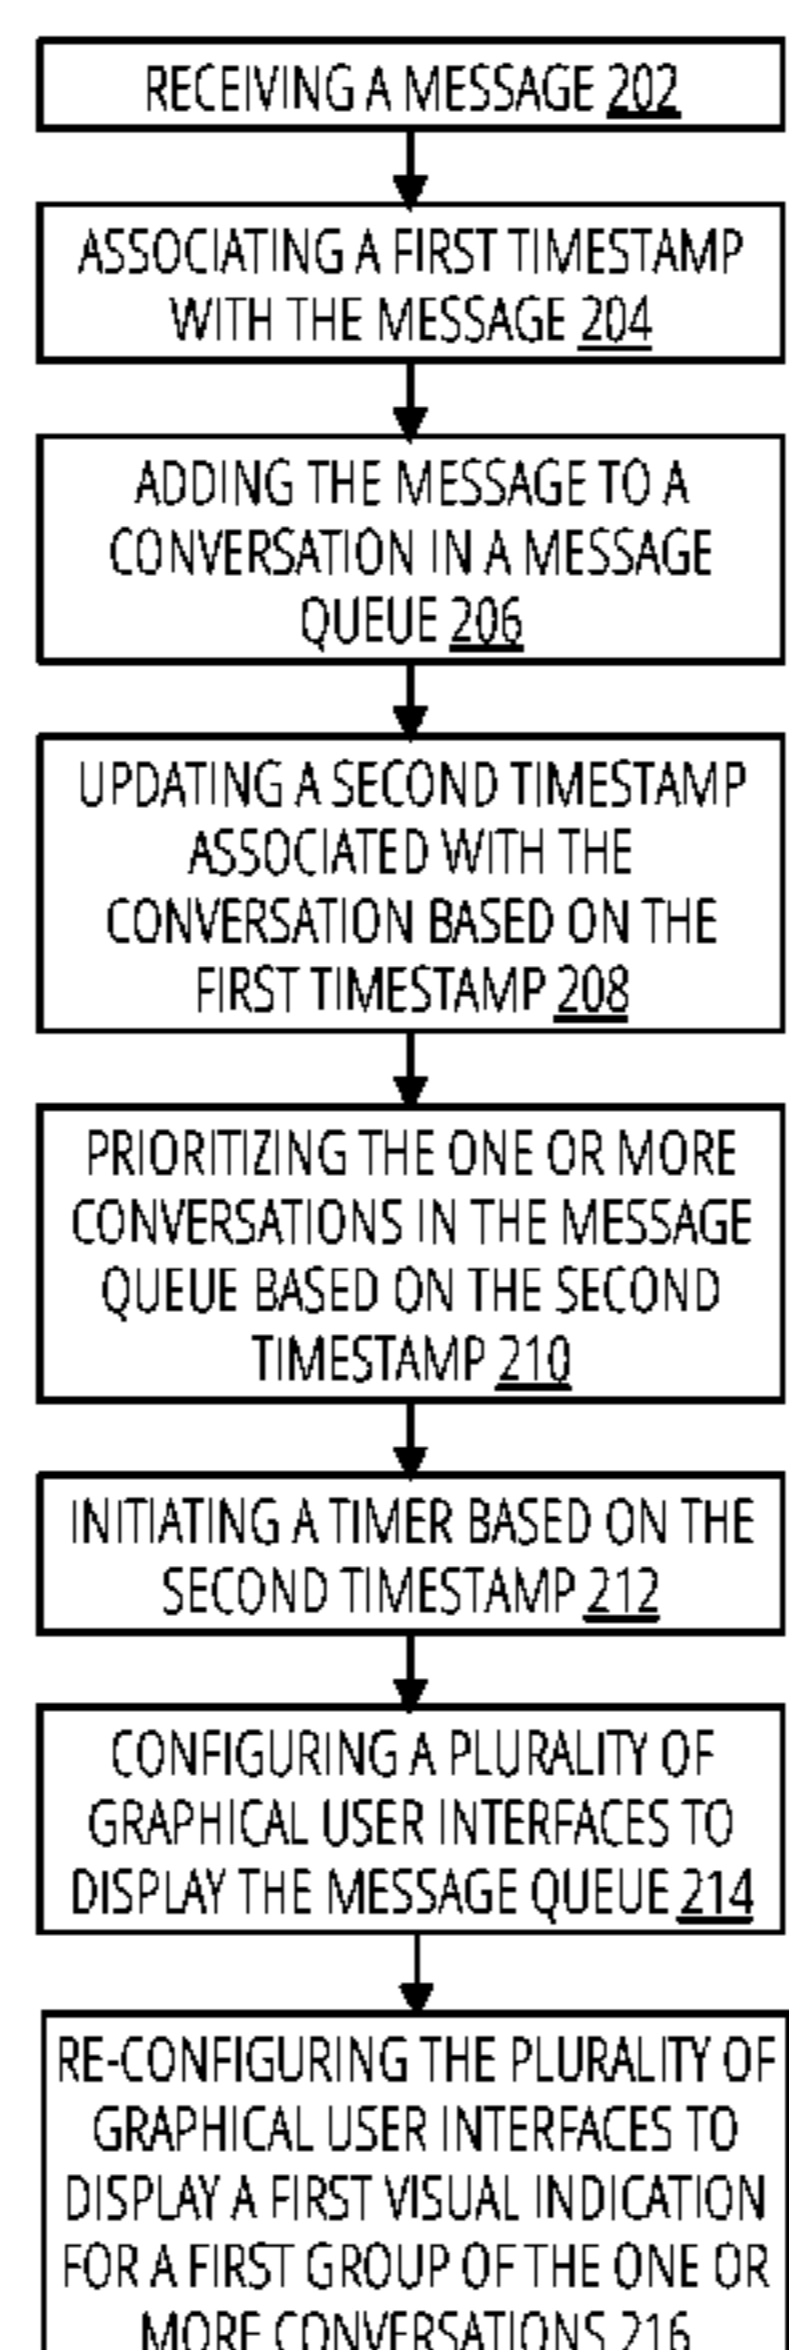 RECEIVING A MESSAGE 202
ASSOCIATING A FIRST TIMESTAMP
WITH THE MESSAGE 204
ADDING THE MESSAGE TO A
CONVERSATION IN A MESSAGE
QUEUE 206
UPDATING A SECOND TIMESTAMP
ASSOCIATED WITH THE
CONVERSATION BASED ON THE
FIRST TIMESTAMP 208
PRIORITIZING THE ONE OR MORE
CONVERSATIONS IN THE MESSAGE
QUEUE BASED ON THE SECOND
TIMESTAMP 210
INITIATING A TIMER BASED ON THE
SECOND TIMESTAMP 212
CONFIGURING A PLURALITY OF
GRAPHICAL USER INTERFACES TO
DISPLAY THE MESSAGE QUEUE 214
RE-CONFIGURING THE PLURALITY OF
GRAPHICAL USER INTERFACES TO
DISPLAY A FIRST VISUAL INDICATION
FOR A FIRST GROUP OF THE ONE OR
MORE CONVERSATIONS 216